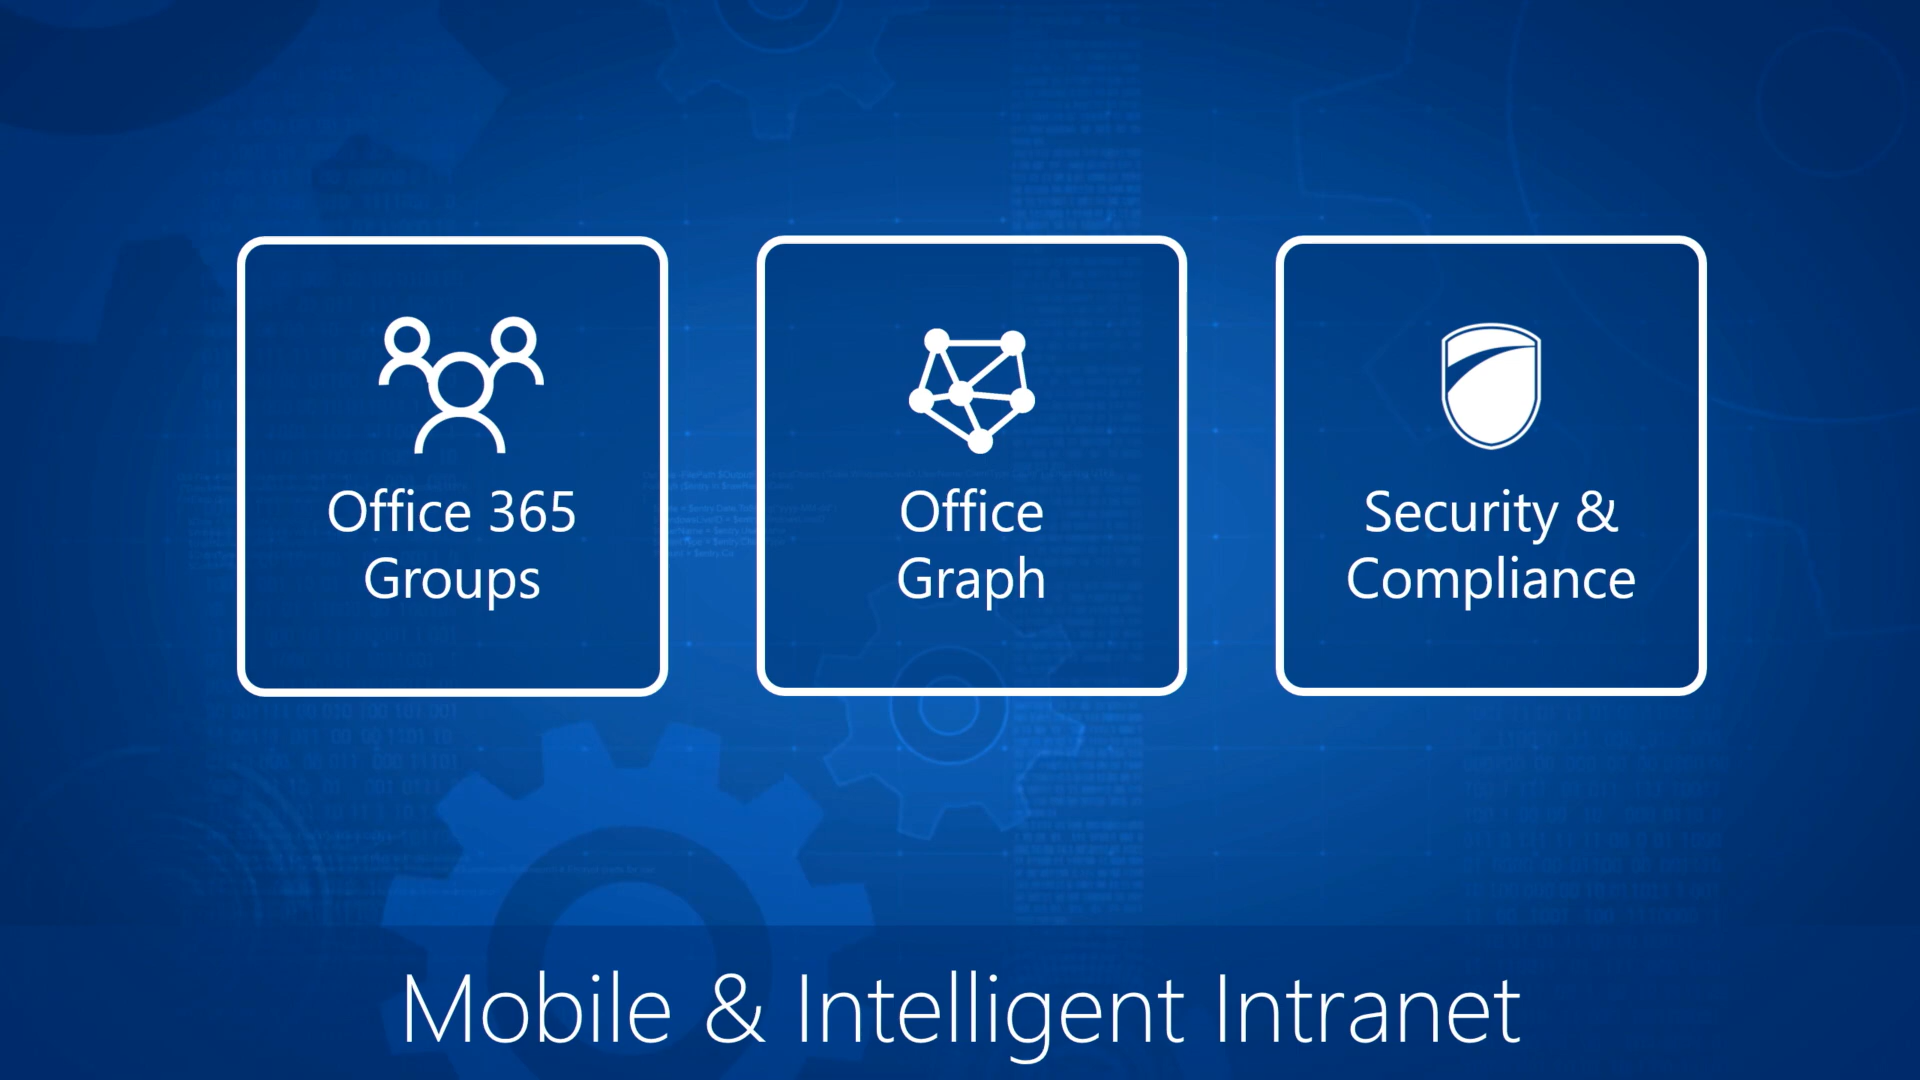 Office 365
Groups
Office
Graph
Security &
Compliance
Mobile & Intelligent Intranet